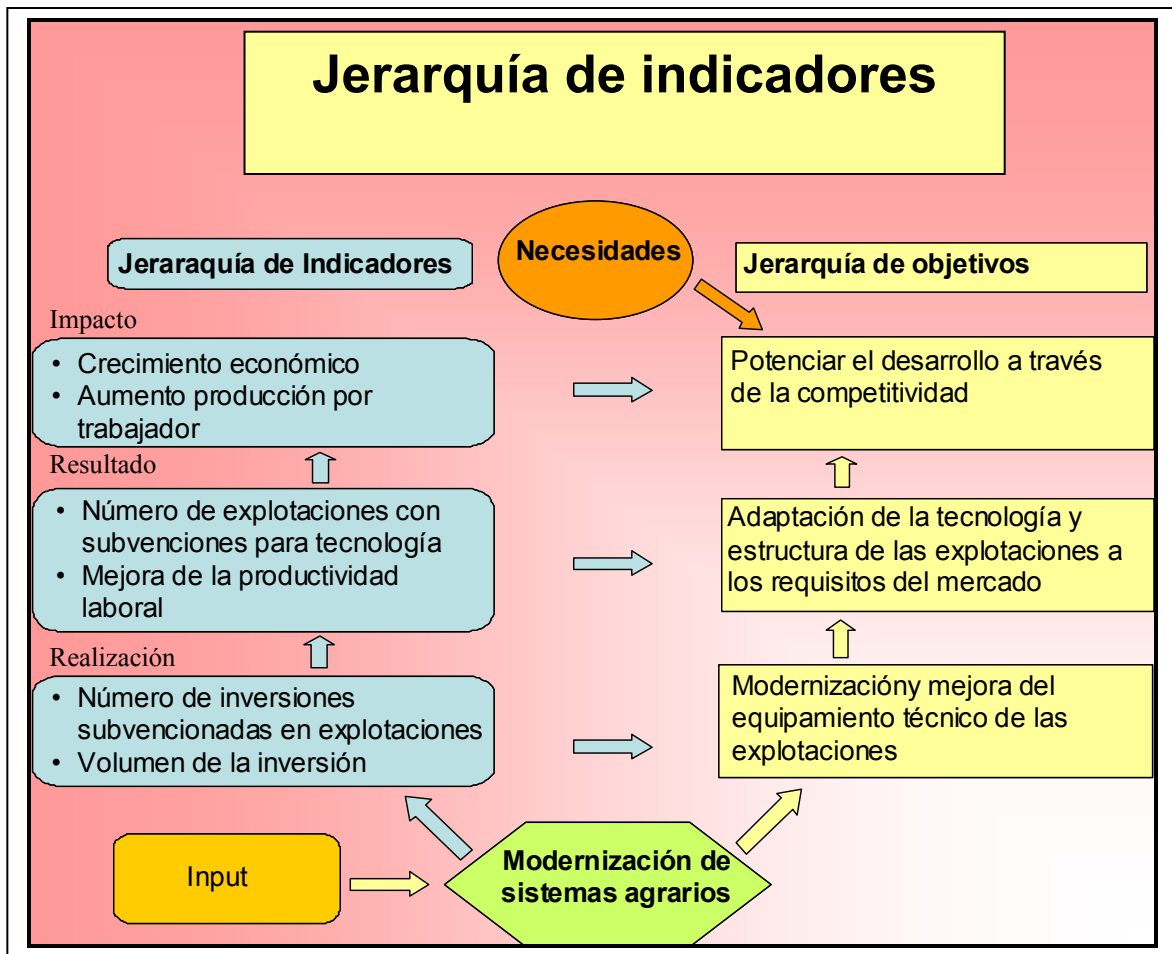 Jerarquía de indicadores
Necesidades
Jeraraquía de Indicadores
Jerarquía de objetivos
Impacto
• Crecimiento económico
• Aumento producción por
trabajador
Potenciar el desarrollo a través
de la competitividad
Resultado
• Número de explotaciones con
subvenciones para tecnología
• Mejora de la productividad
laboral
Adaptación de la tecnología y
estructura de las explotaciones a
los requisitos del mercado
Realización
• Número de inversiones
subvencionadas en explotaciones
• Volumen de la inversión
Modernizacióny mejora del
equipamiento técnico de las
explotaciones
Input
Modernización de
sistemas agrarios